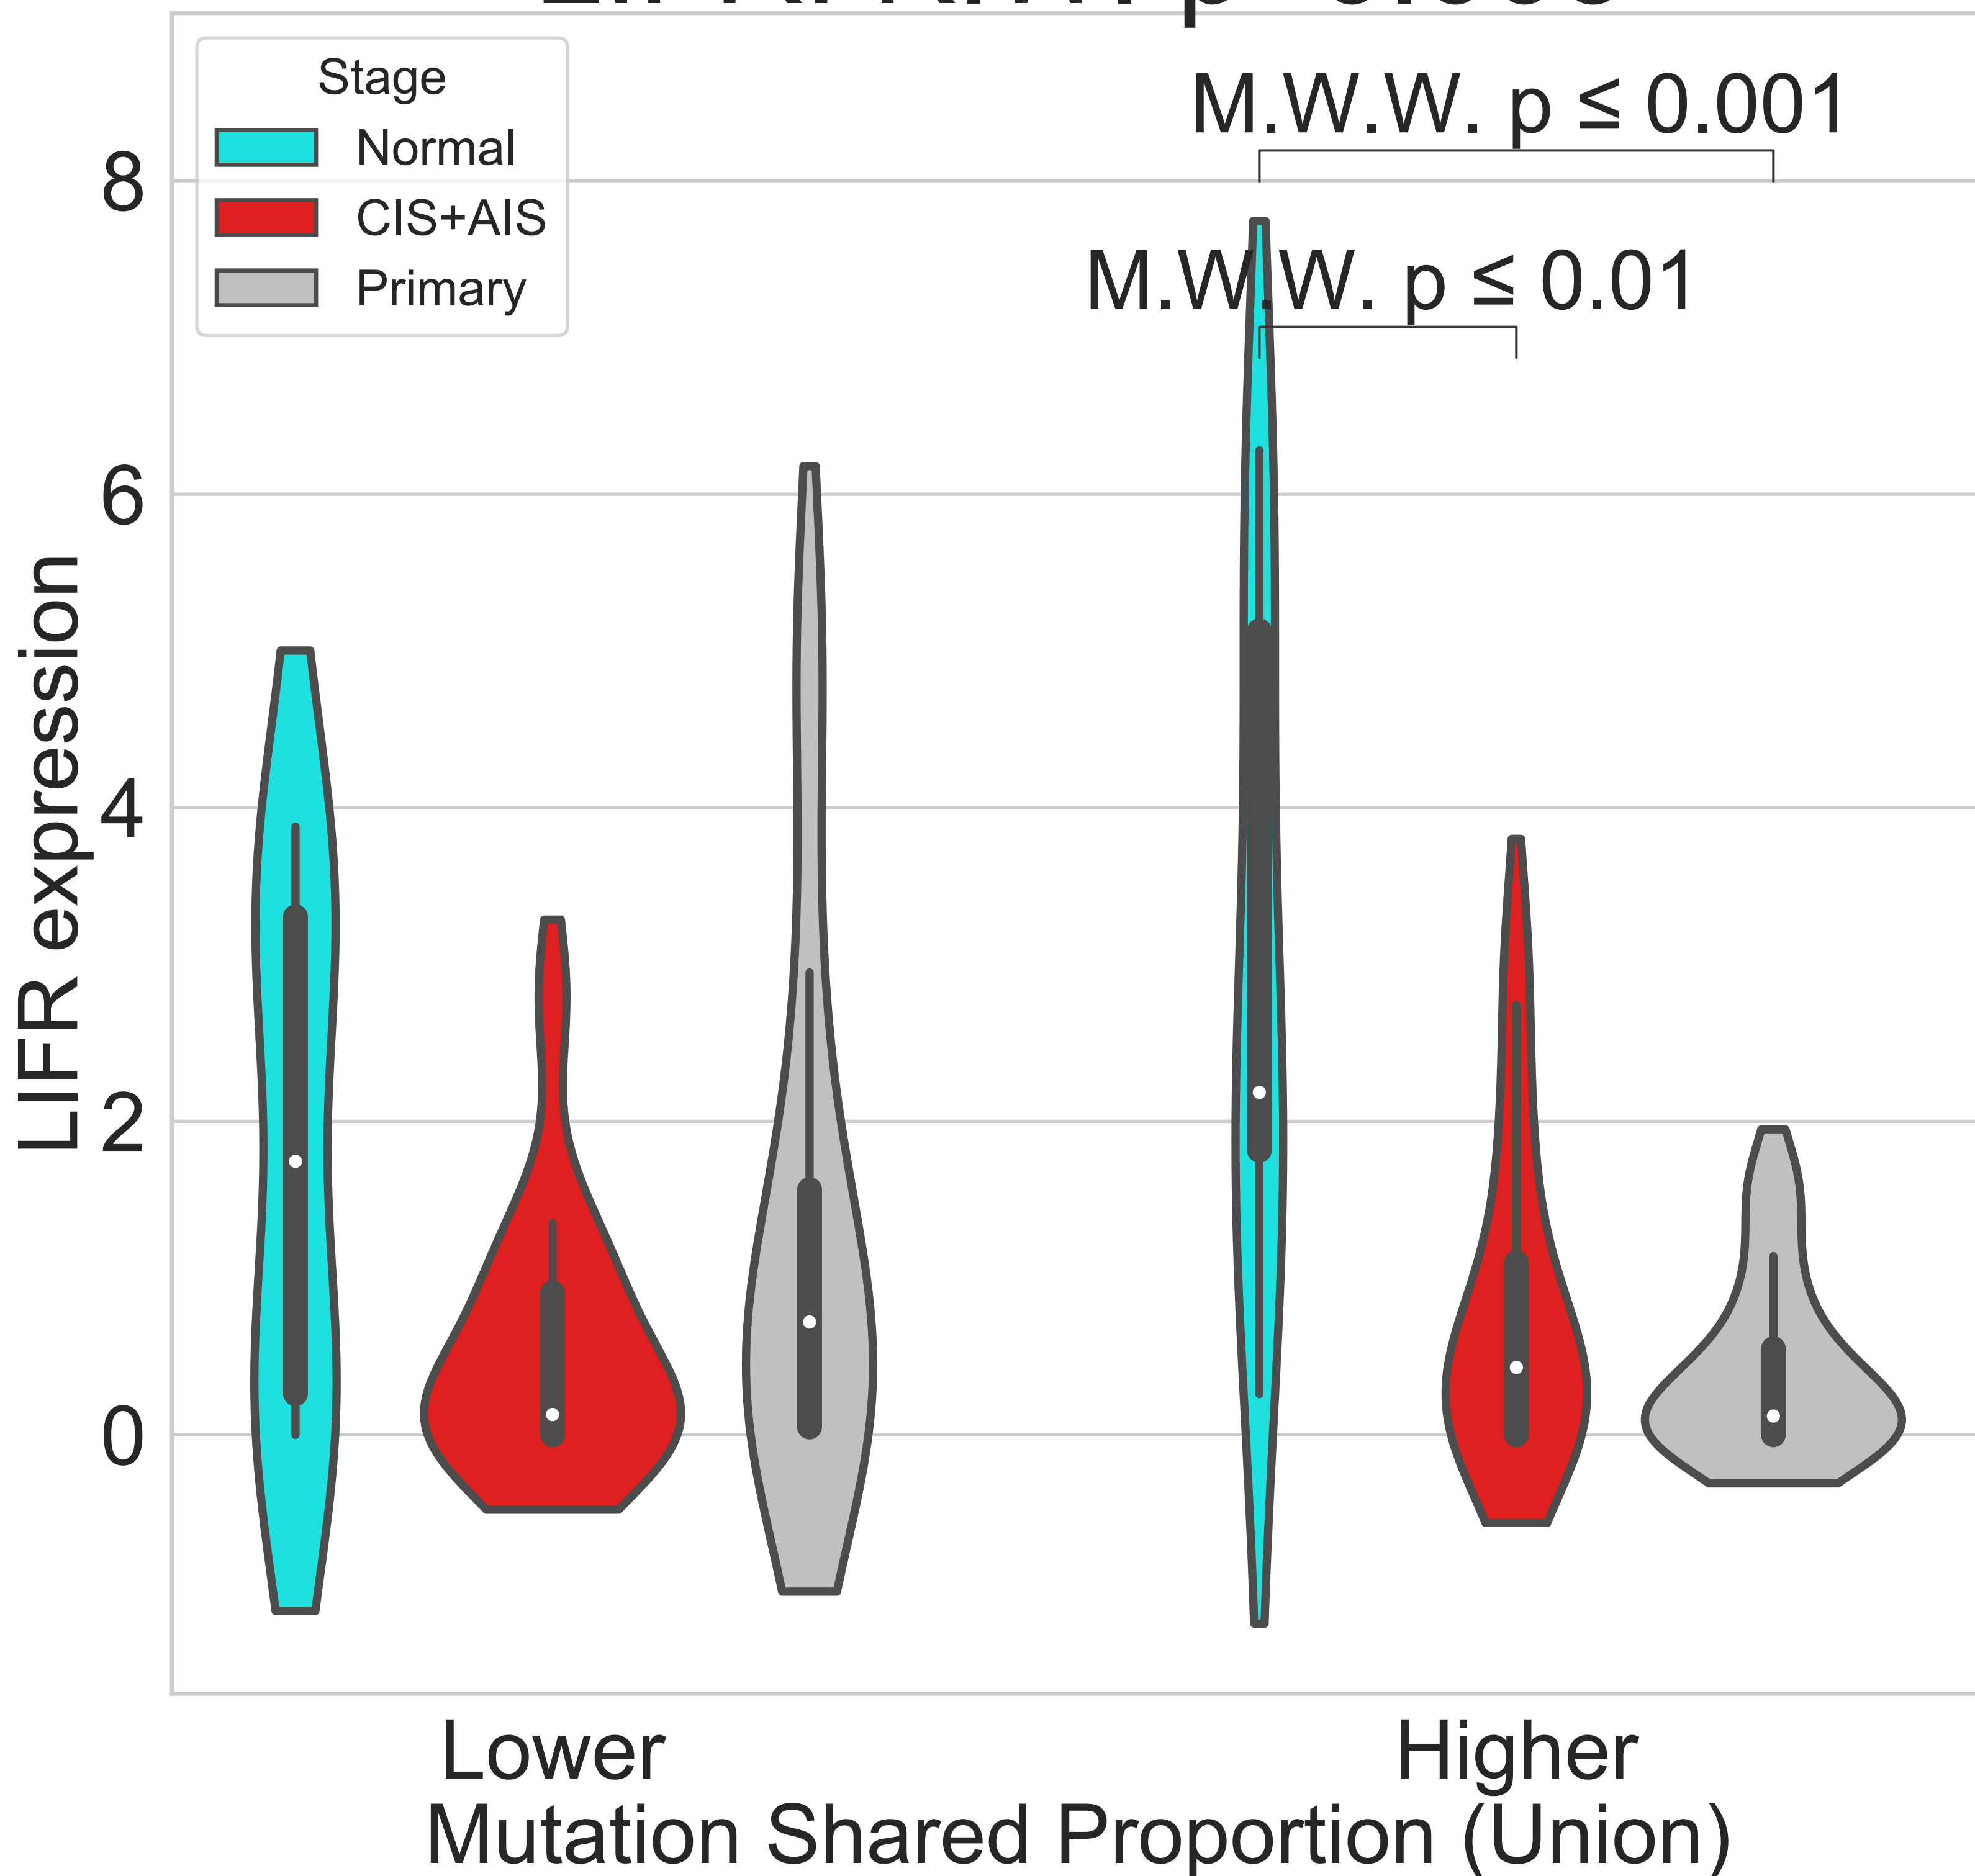 Stage
Normal
CIS+AIS
Primary
M.W.W. p ≤ 0.001
M.W.W. p ≤ 0.01
8
6
4
2
0
LIFR expression
Lower
Higher
Mutation Shared Proportion (Union)